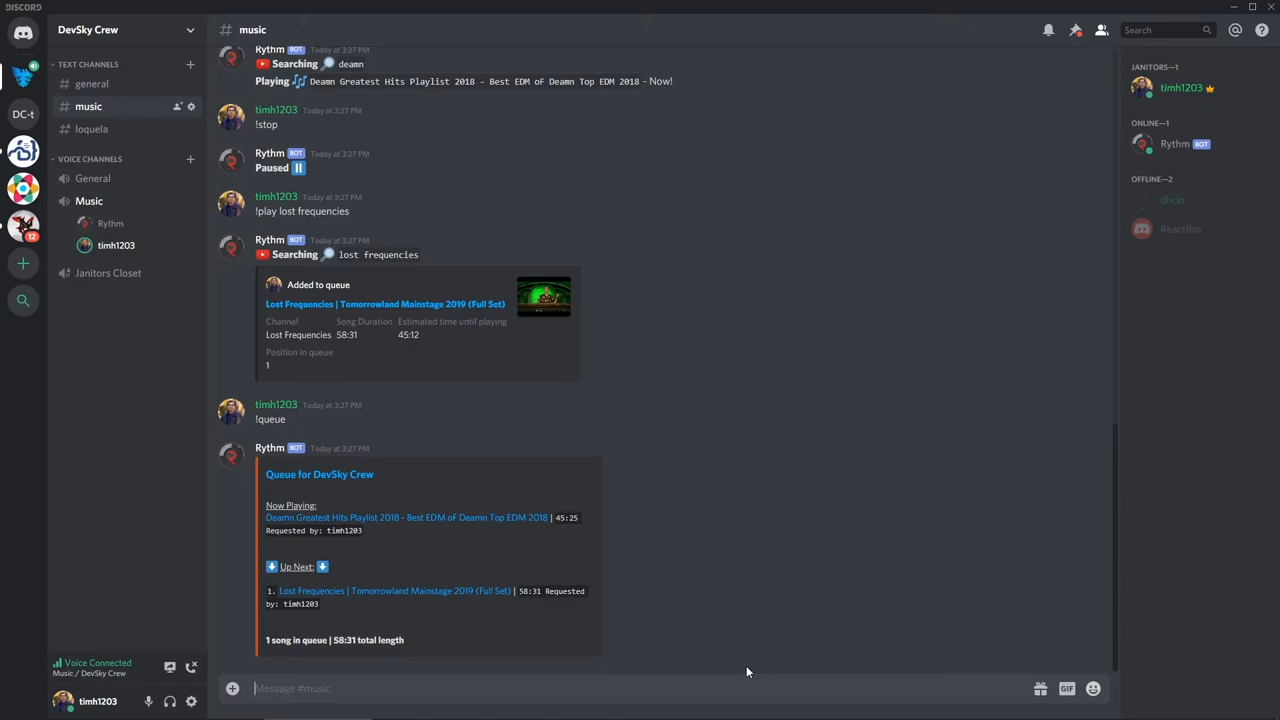 DISCORD
DevSky Crew
# music
Search
TEXT CHANNELS
general
music
loquela
VOICE CHANNELS
General
Music
Rythm
timh1203
Janitors Closet
DC-t
12
Voice Connected
Music / DevSky Crew
timh1203
Rythm BOT Today at 3:27 PM
Searching deamn
Playing Deamn Greatest Hits Playlist 2018 - Best EDM of Deamn Top EDM 2018 - Now!
timh1203 Today at 3:27 PM
!stop
Rythm BOT Today at 3:27 PM
Paused
timh1203 Today at 3:27 PM
!play lost frequencies
Rythm BOT Today at 3:27 PM
Searching lost frequencies
Added to queue
Lost Frequencies | Tomorrowland Mainstage 2019 (Full Set)
Channel Song Duration Estimated time until playing
Lost Frequencies 58:31 45:12
Position in queue
1
timh1203 Today at 3:27 PM
!queue
Rythm BOT Today at 3:27 PM
Queue for DevSky Crew
Now Playing:
Deamn Greatest Hits Playlist 2018 - Best EDM oF Deamn Top EDM 2018 | 45:25
Requested by: timh1203
Up Next:
1. Lost Frequencies | Tomorrowland Mainstage 2019 (Full Set) | 58:31 Requested
by: timh1203
1 song in queue | 58:31 total length
Message #music
GIF
JANITORS—1
timh1203
ONLINE—1
Rythm BOT
OFFLINE—2
div.io
ReactBro